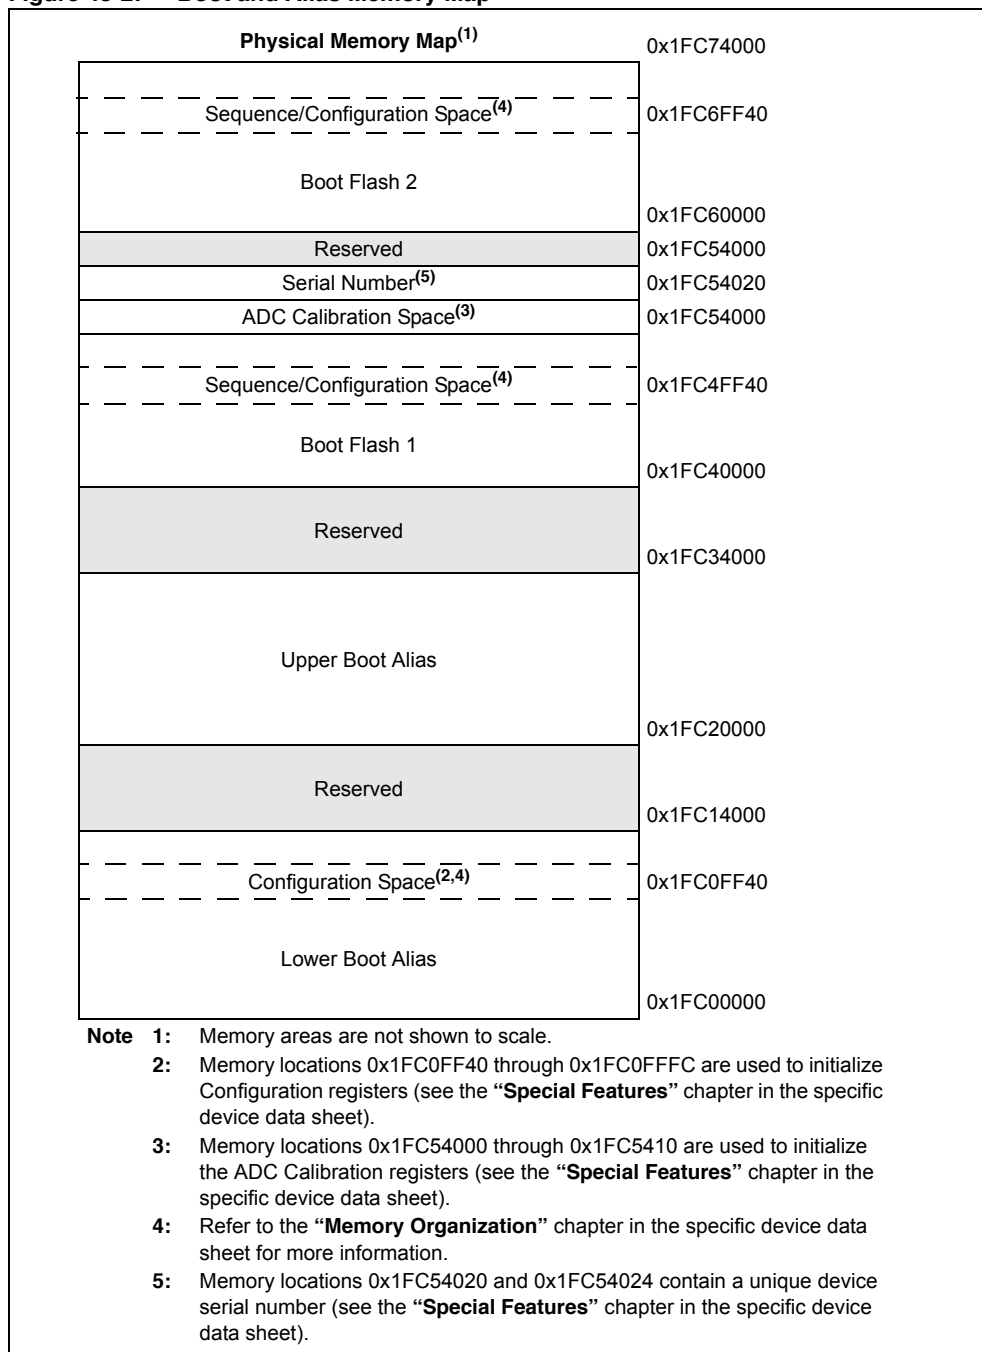 Figure 48-2: Boot and Alias Memory Map
Physical Memory Map(1)
0x1FC74000
Sequence/Configuration Space(4)
0x1FC6FF40
Boot Flash 2
0x1FC60000
Reserved
0x1FC54000
Serial Number(5)
0x1FC54020
ADC Calibration Space(3)
0x1FC54000
Sequence/Configuration Space(4)
0x1FC4FF40
Boot Flash 1
0x1FC40000
Reserved
0x1FC34000
Upper Boot Alias
0x1FC20000
Reserved
0x1FC14000
Configuration Space(2,4)
0x1FC0FF40
Lower Boot Alias
0x1FC00000
Note 1: Memory areas are not shown to scale.
2: Memory locations 0x1FC0FF40 through 0x1FC0FFFC are used to initialize
Configuration registers (see the “Special Features” chapter in the specific
device data sheet).
3: Memory locations 0x1FC54000 through 0x1FC5410 are used to initialize
the ADC Calibration registers (see the “Special Features” chapter in the
specific device data sheet).
4: Refer to the “Memory Organization” chapter in the specific device data
sheet for more information.
5: Memory locations 0x1FC54020 and 0x1FC54024 contain a unique device
serial number (see the “Special Features” chapter in the specific device
data sheet).